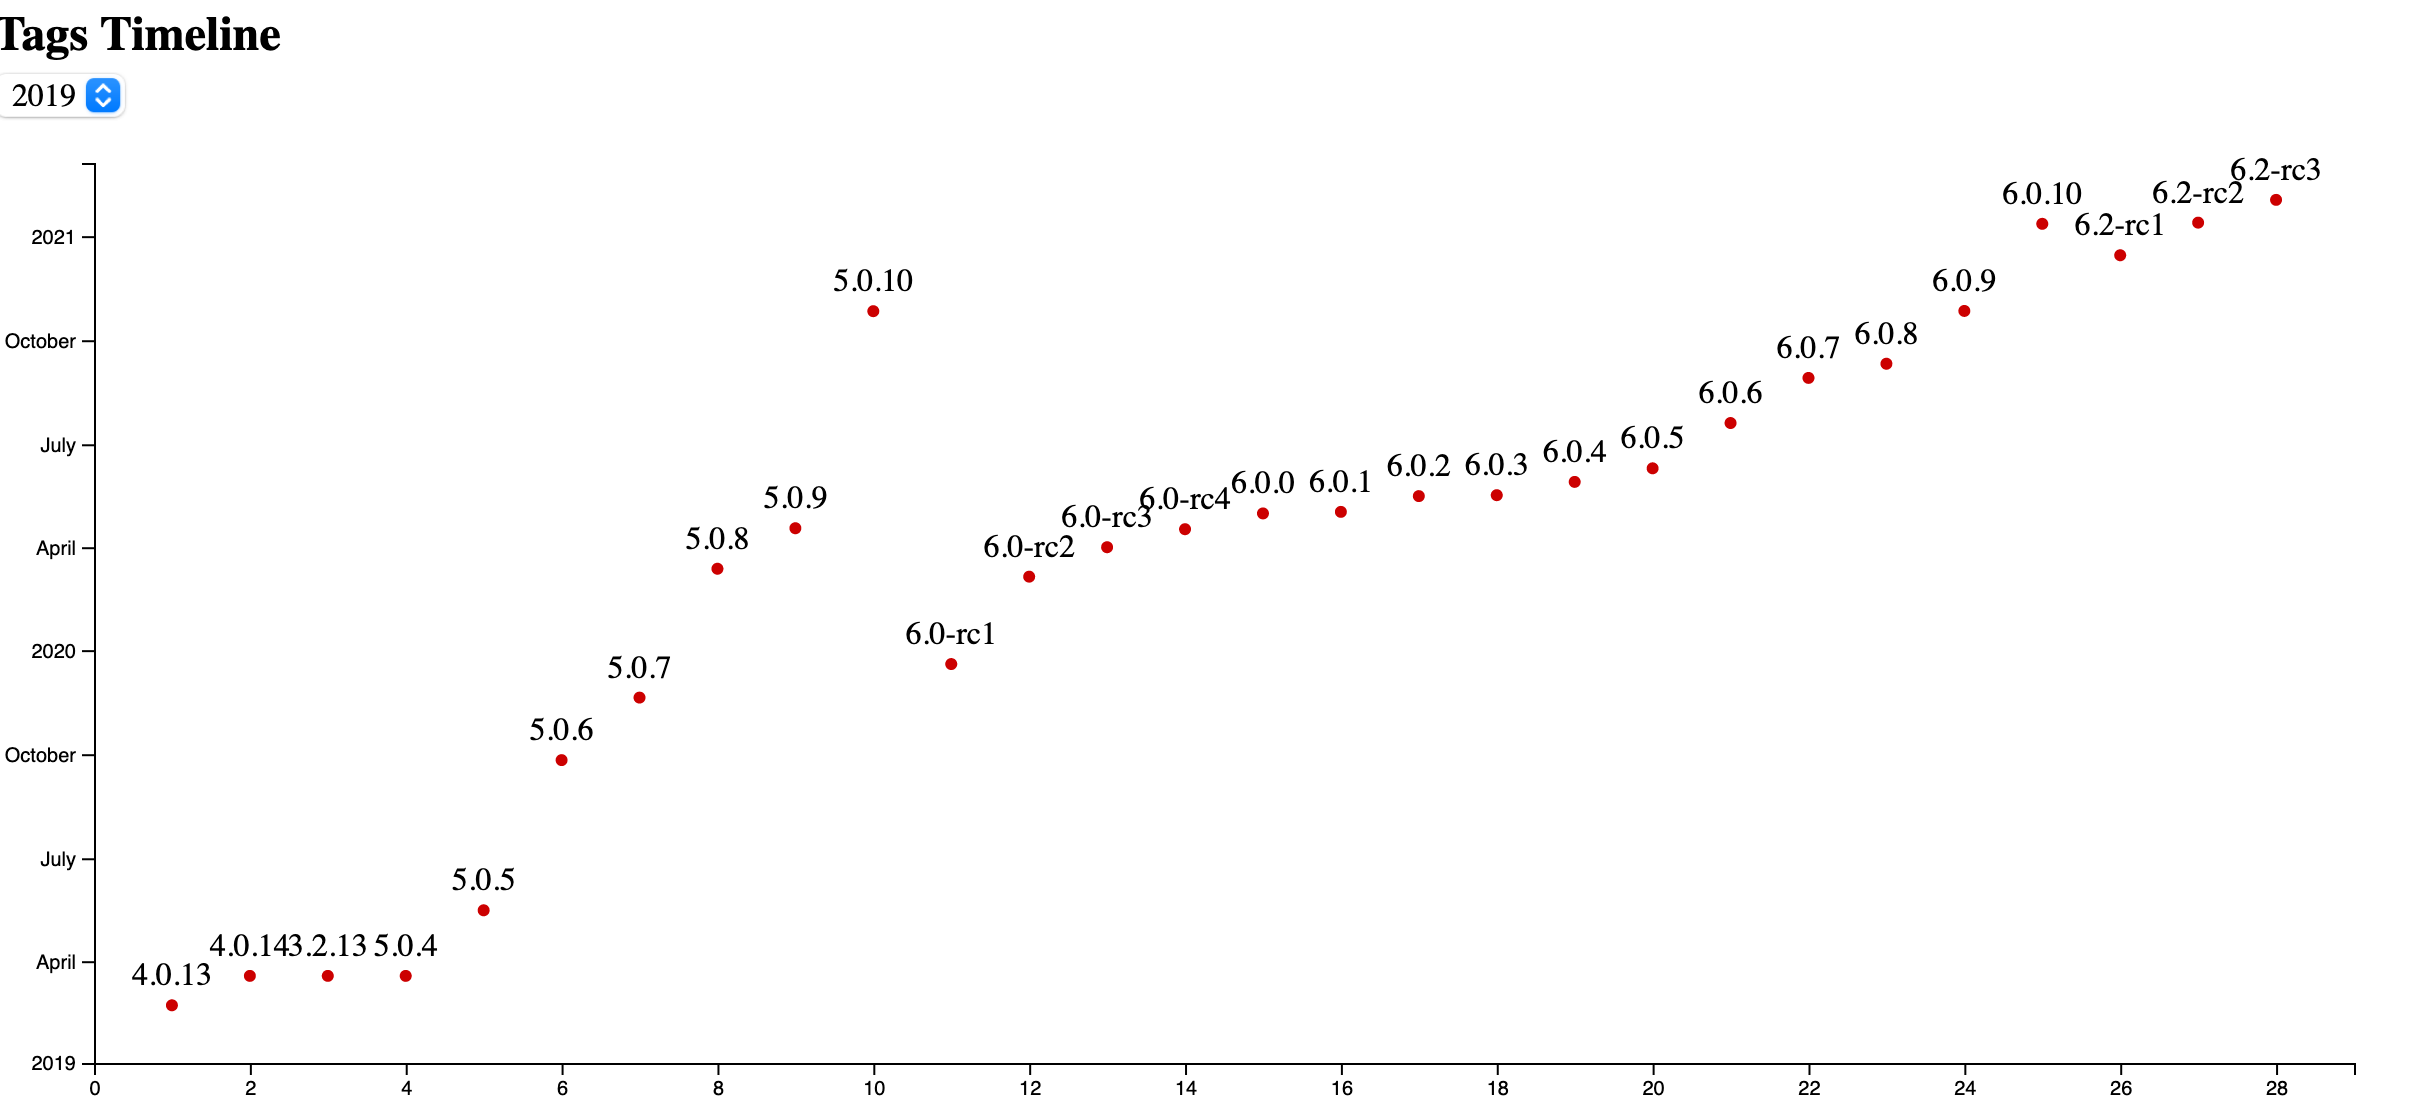 Tags Timeline
2019
6.2-rc3
6.0.10
6.2-rc2
6.2-rc1
2021
5.0.10
6.0.9
October
6.0.8
6.0.7
6.0.6
July
6.0.5
6.0.4
6.0.3
6.0.2
6.0.1
6.0.0
5.0.9
6.0-rc4
6.0-rc3
5.0.8
April
6.0-rc2
6.0-rc1
2020
5.0.7
5.0.6
October
July
5.0.5
4.0.14
3.2.13
5.0.4
April
4.0.13
2019
0 2 4 6 8 10 12 14 16 18 20 22 24 26 28